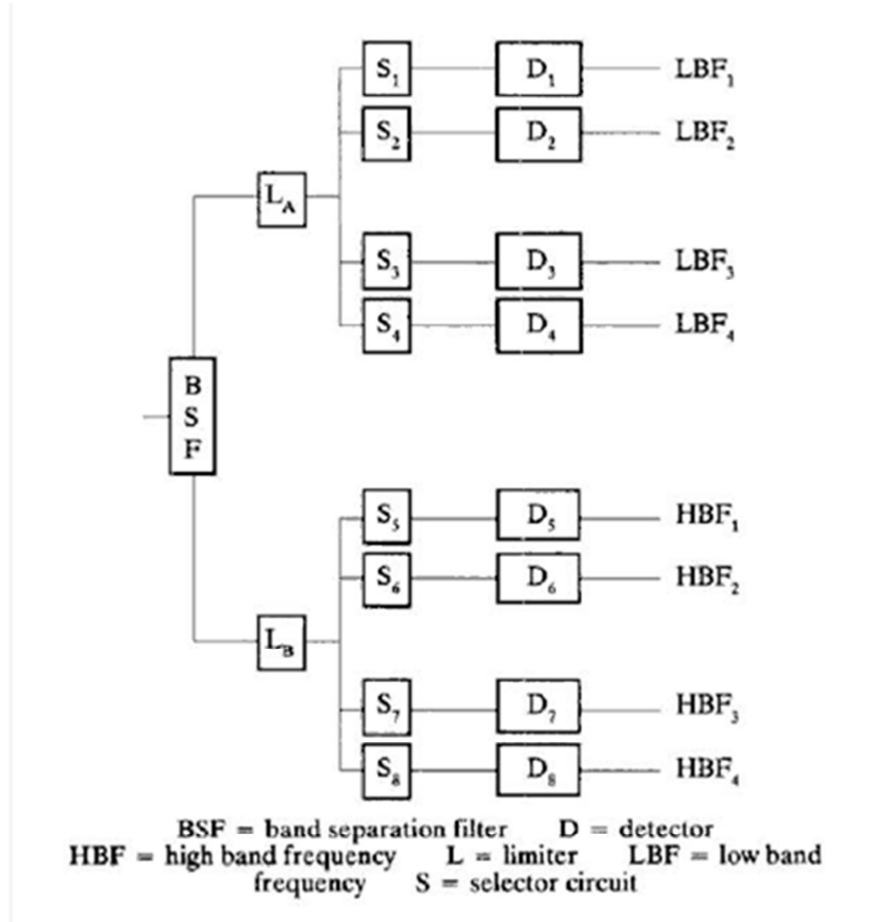 S₁ D₁ LBF₁
S₂ D₂ LBF₂
L_A
S₃ D₃ LBF₃
S₄ D₄ LBF₄
B
S
F
S₅ D₅ HBF₁
S₆ D₆ HBF₂
L_B
S₇ D₇ HBF₃
S₈ D₈ HBF₄
BSF = band separation filter D = detector
HBF = high band frequency L = limiter LBF = low band
frequency S = selector circuit